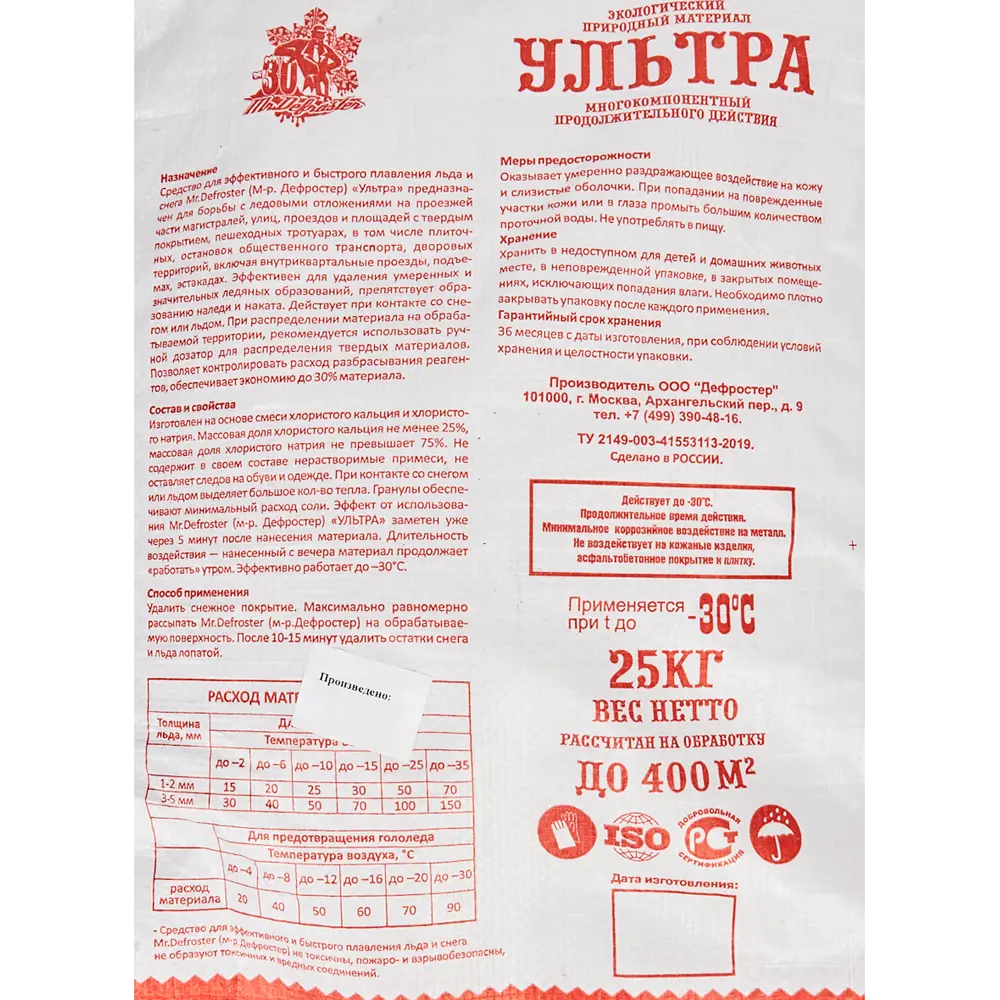 -30
Mr.Defroster
ЭКОЛОГИЧЕСКИЙ
ПРИРОДНЫЙ МАТЕРИАЛ
УЛЬТРА
МНОГОКОМПОНЕНТНЫЙ
ПРОДОЛЖИТЕЛЬНОГО ДЕЙСТВИЯ
Назначение
Средство для эффективного и быстрого плавления льда и
снега Mr.Defroster (М-р. Дефростер) «Ультра» предназна-
чен для борьбы с ледовыми отложениями на проезжей
части магистралей, улиц, проездов и площадей с твердым
покрытием, пешеходных тротуарах, в том числе плиточ-
ных, остановок общественного транспорта, дворовых
территорий, включая внутриквартальные проезды, подъе-
мах, эстакадах. Эффективен для удаления умеренных и
значительных ледяных образований, препятствует обра-
зованию наледи и наката. Действует при контакте со сне-
гом или льдом. При распределении материала на обраба-
тываемой территории, рекомендуется использовать руч-
ной дозатор для распределения твердых материалов.
Позволяет контролировать расход разбрасывания реаген-
тов, обеспечивает экономию до 30% материала.
Состав и свойства
Изготовлен на основе смеси хлористого кальция и хлористо-
го натрия. Массовая доля хлористого кальция не менее 25%,
массовая доля хлористого натрия не превышает 75%. Не
содержит в своем составе нерастворимые примеси, не
оставляет следов на обуви и одежде. При контакте со снегом
или льдом выделяет большое кол-во тепла. Гранулы обеспе-
чивают минимальный расход соли. Эффект от использова-
ния Mr.Defroster (м-р. Дефростер) «УЛЬТРА» заметен уже
через 5 минут после нанесения материала. Длительность
воздействия — нанесенный с вечера материал продолжает
«работать» утром. Эффективно работает до –30°С.
Способ применения
Удалить снежное покрытие. Максимально равномерно
рассыпать Mr.Defroster (м-р.Дефростер) на обрабатывае-
мую поверхность. После 10-15 минут удалить остатки снега
и льда лопатой.
Произведено:
РАСХОД МАТЕ
Толщина
льда, мм
Дл
Температура в
до –2 до –6 до –10 до –15 до –25 до –35
1-2 мм 15 20 25 30 50 70
3-5 мм 30 40 50 70 100 150
Для предотвращения гололеда
Температура воздуха, °С
до –4 до –8 до –12 до –16 до –20 до –30
расход
материала 20 40 50 60 70 90
- Средство для эффективного и быстрого плавления льда и снега
Mr.Defroster (м-р.Дефростер) не токсичны, пожаро- и взрывобезопасны,
не образуют токсичных и вредных соединений.
Меры предосторожности
Оказывает умеренно раздражающее воздействие на кожу
и слизистые оболочки. При попадании на поврежденные
участки кожи или в глаза промыть большим количеством
проточной воды. Не употреблять в пищу.
Хранение
Хранить в недоступном для детей и домашних животных
месте, в неповрежденной упаковке, в закрытых помеще-
ниях, исключающих попадания влаги. Необходимо плотно
закрывать упаковку после каждого применения.
Гарантийный срок хранения
36 месяцев с даты изготовления, при соблюдении условий
хранения и целостности упаковки.
Производитель ООО "Дефростер"
101000, г. Москва, Архангельский пер., д. 9
тел. +7 (499) 390-48-16.
ТУ 2149-003-41553113-2019.
Сделано в РОССИИ.
Действует до -30°С.
Продолжительное время действия.
Минимальное коррозийное воздействие на металл.
Не воздействует на кожаные изделия,
асфальтобетонное покрытие и плитку.
Применяется
при t до -30°С
25КГ
ВЕС НЕТТО
РАССЧИТАН НА ОБРАБОТКУ
ДО 400М²
ISO
ДОБРОВОЛЬНАЯ
РСТ
СЕРТИФИКАЦИЯ
Дата изготовления: